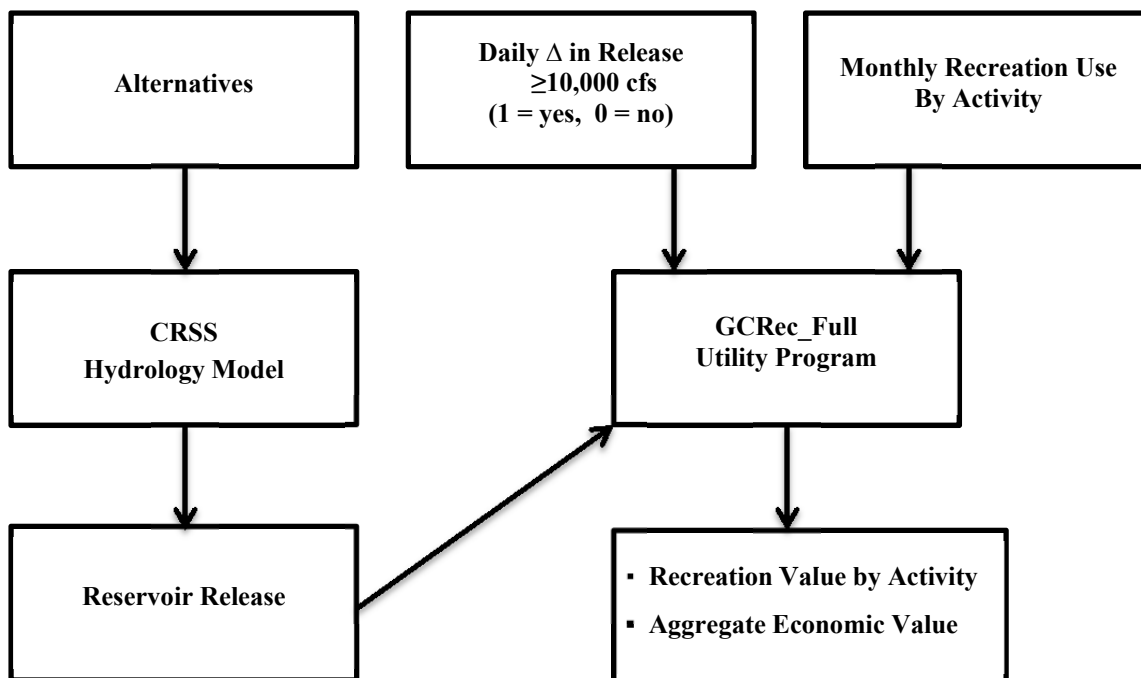 Alternatives
Daily Δ in Release
≥10,000 cfs
(1 = yes, 0 = no)
Monthly Recreation Use
By Activity
CRSS
Hydrology Model
GCRec_Full
Utility Program
Reservoir Release
▪ Recreation Value by Activity
▪ Aggregate Economic Value